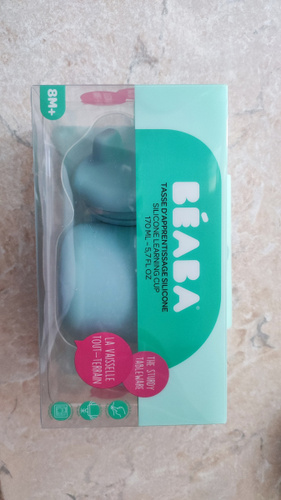 8M+
BÉABA®
TASSE D'APPRENTISSAGE SILICONE
SILICONE LEARNING CUP
170 ML - 5,7 FL OZ
LA VAISSELLE
TOUT-TERRAIN
THE STURDY
TABLEWARE